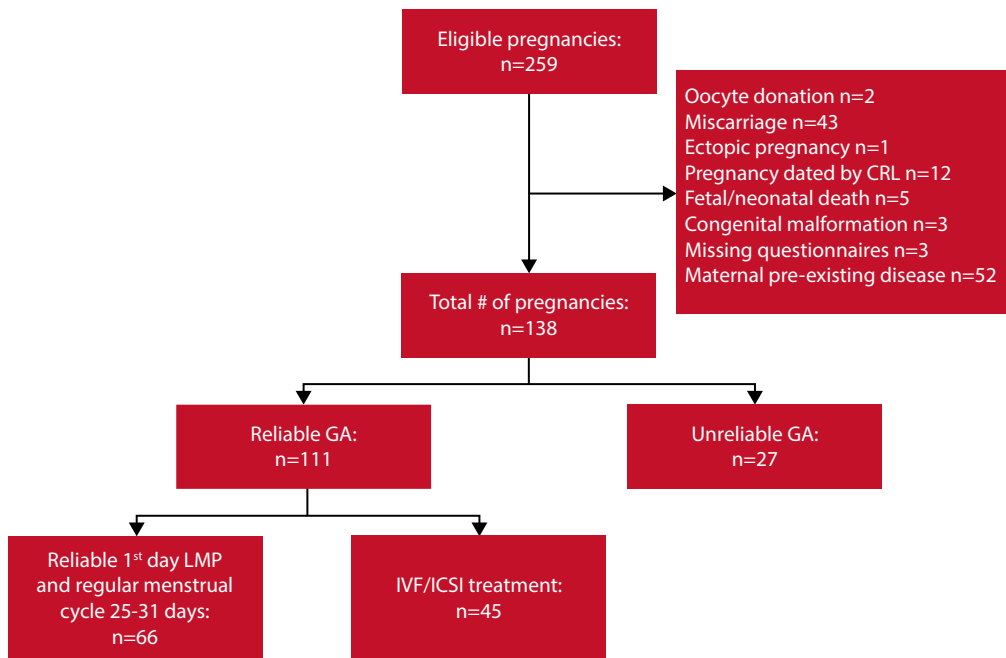 Eligible pregnancies:
n=259
Oocyte donation n=2
Miscarriage n=43
Ectopic pregnancy n=1
Pregnancy dated by CRL n=12
Fetal/neonatal death n=5
Congenital malformation n=3
Missing questionnaires n=3
Maternal pre-existing disease n=52
Total # of pregnancies:
n=138
Reliable GA:
n=111
Unreliable GA:
n=27
Reliable 1st day LMP
and regular menstrual
cycle 25-31 days:
n=66
IVF/ICSI treatment:
n=45